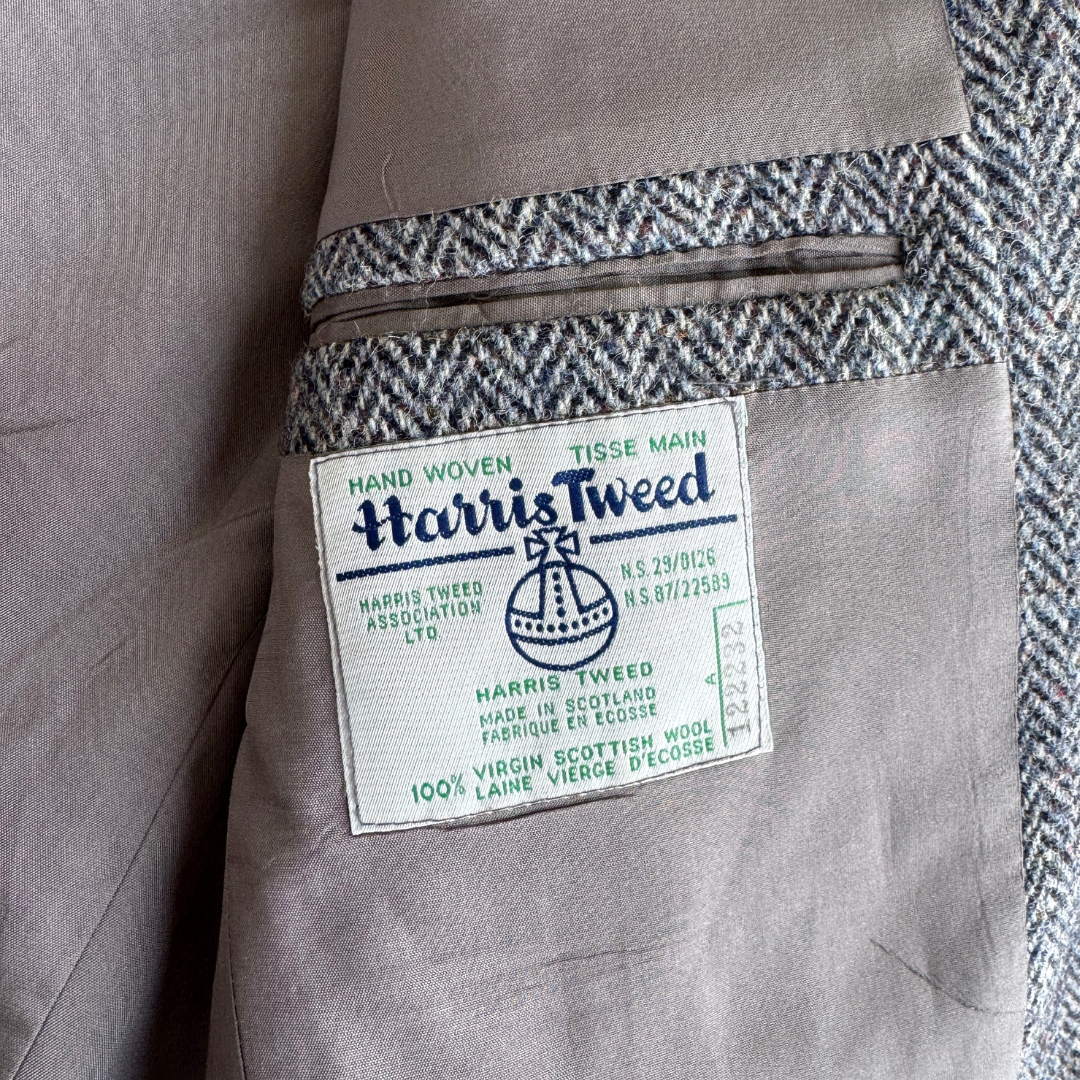 HAND WOVEN TISSE MAIN
Harris Tweed
HARRIS TWEED
ASSOCIATION
LTD
N.S. 29/8126
N.S. 87/22589
HARRIS TWEED
MADE IN SCOTLAND
FABRIQUE EN ECOSSE
100% VIRGIN SCOTTISH WOOL
LAINE VIERGE D'ECOSSE
A
122232